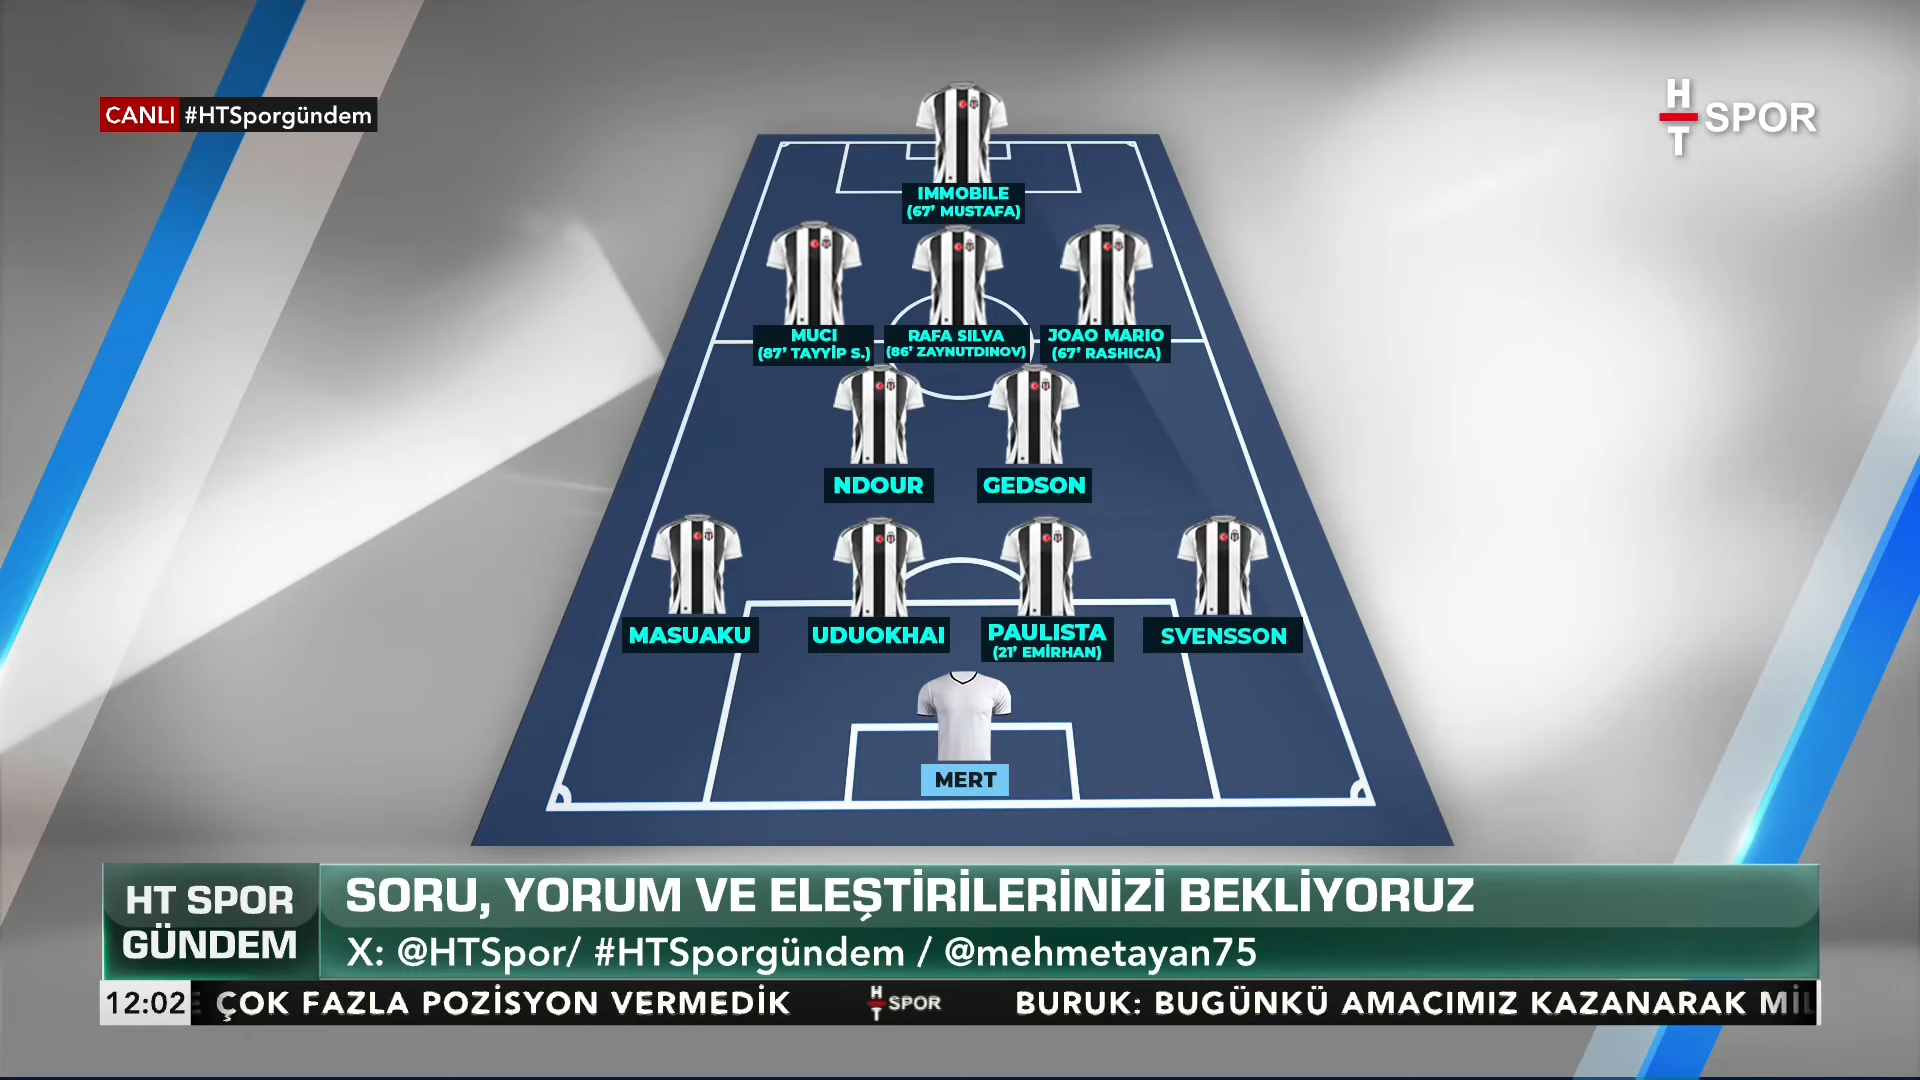 CANLI #HTSporgündem
HT SPOR
IMMOBILE
(67' MUSTAFA)
MUCI
(87' TAYYİP S.)
RAFA SILVA
(86' ZAYNUTDINOV)
JOAO MARIO
(67' RASHICA)
NDOUR
GEDSON
MASUAKU
UDUOKHAI
PAULISTA
(21' EMİRHAN)
SVENSSON
MERT
HT SPOR
GÜNDEM
SORU, YORUM VE ELEŞTİRİLERİNİZİ BEKLİYORUZ
X: @HTSpor/ #HTSporgündem / @mehmetayan75
12:02 ÇOK FAZLA POZİSYON VERMEDİK HT SPOR BURUK: BUGÜNKÜ AMACIMIZ KAZANARAK